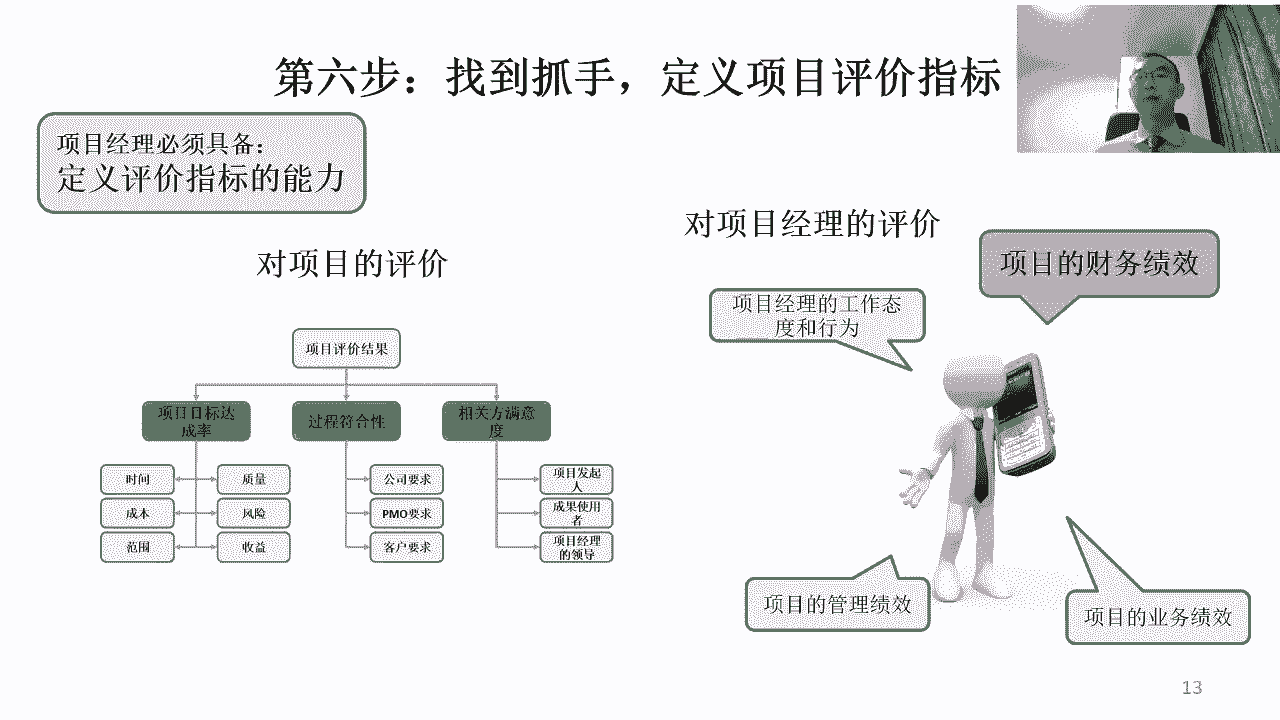 第六步：找到抓手，定义项目评价指标
项目经理必须具备：
定义评价指标的能力
对项目的评价
项目评价结果
项目目标达
成率
过程符合性
相关方满意
度
时间
质量
成本
风险
范围
收益
公司要求
PMO要求
客户要求
项目发起
人
成果使用
者
项目经理
的领导
对项目经理的评价
项目的财务绩效
项目经理的工作态
度和行为
项目的管理绩效
项目的业务绩效
13